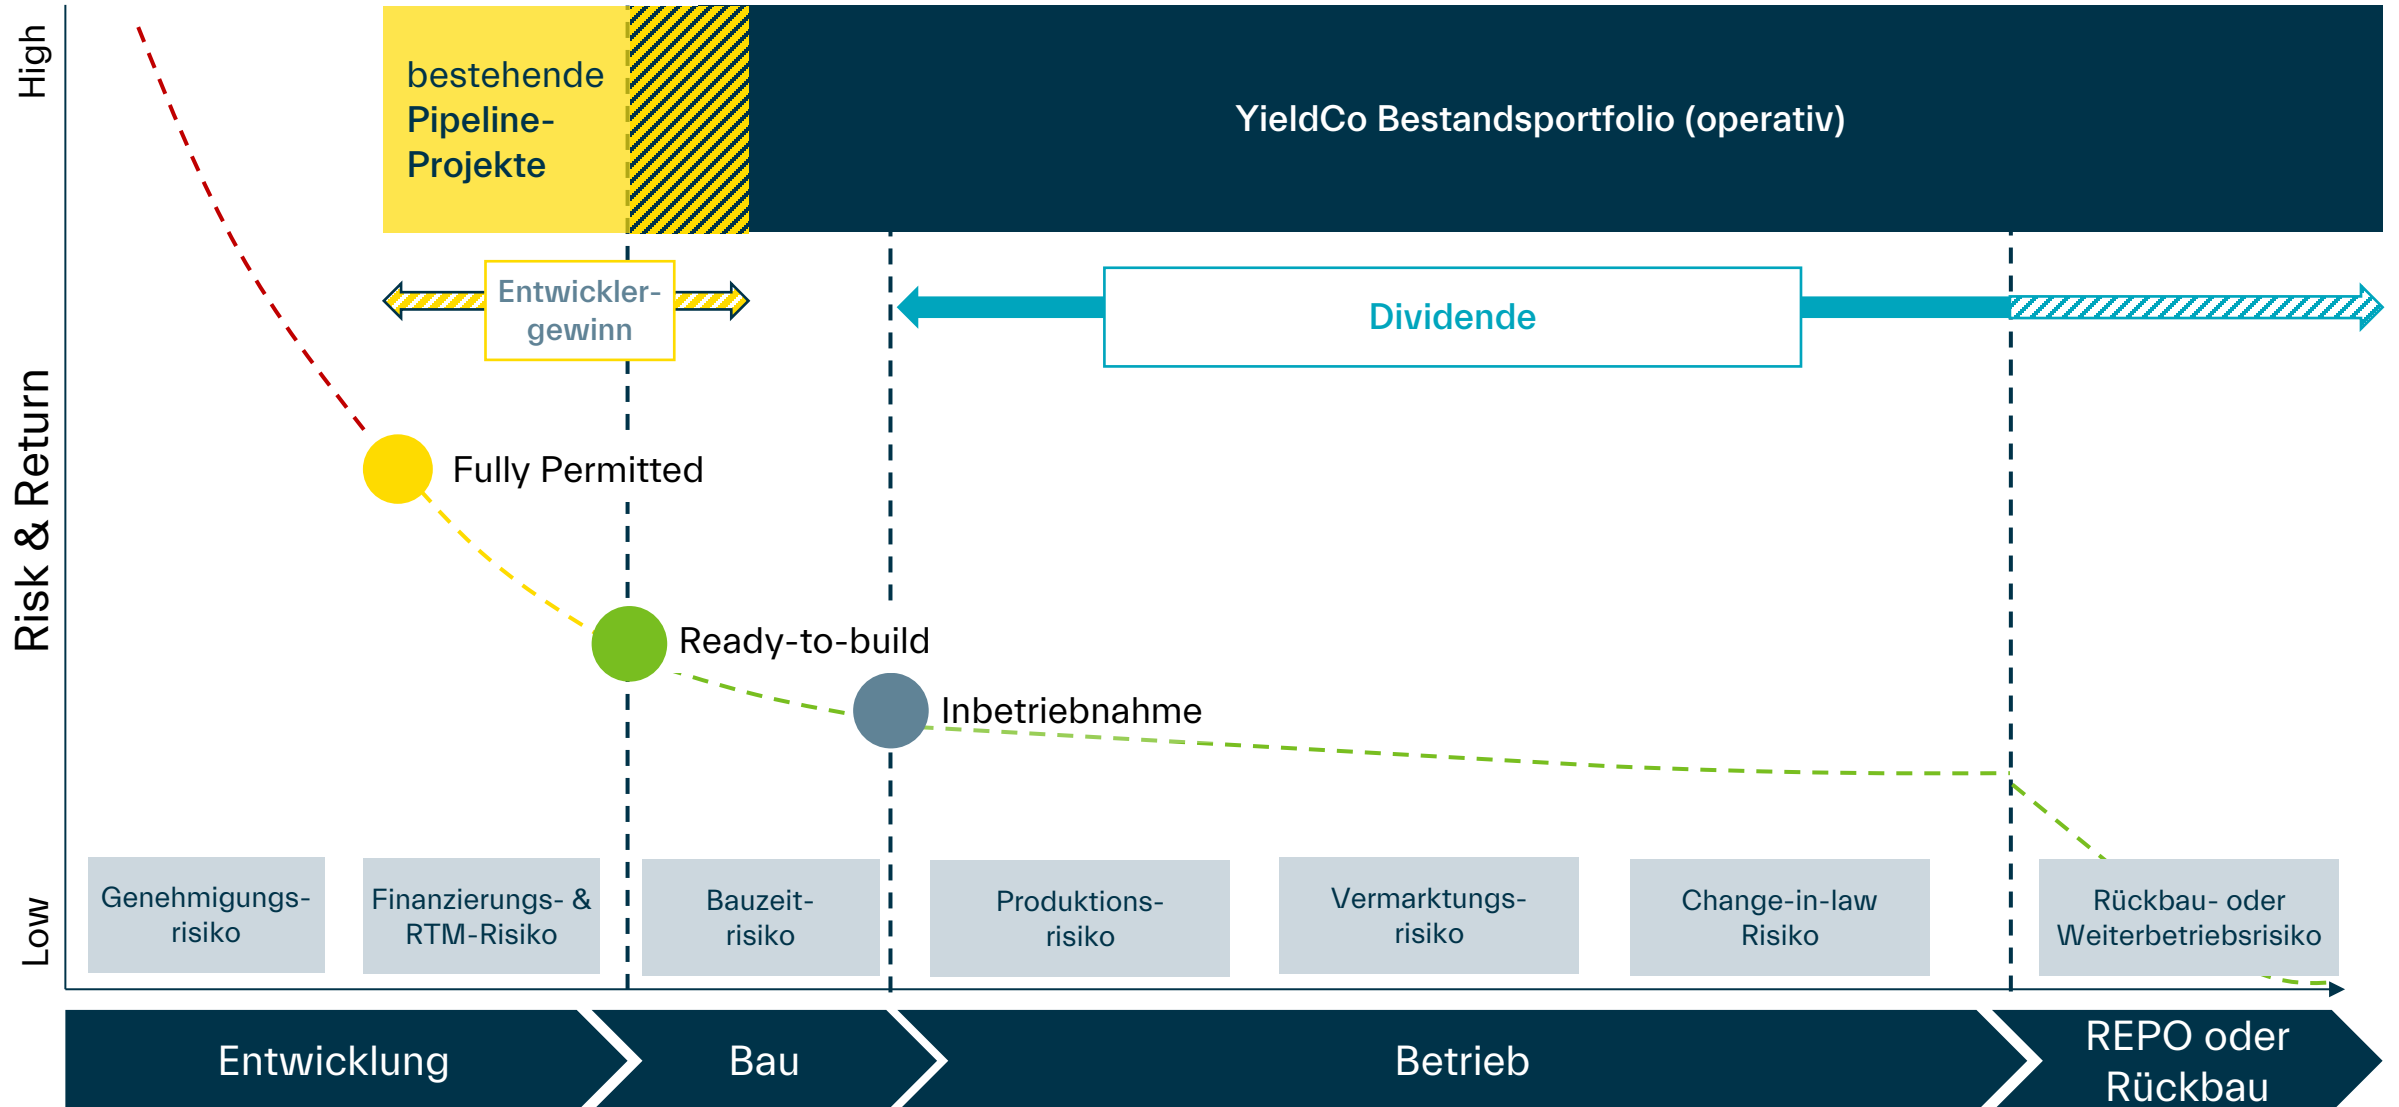 High
Risk & Return
Low
bestehende
Pipeline-
Projekte
YieldCo Bestandsportfolio (operativ)
Entwickler-
gewinn
Dividende
Fully Permitted
Ready-to-build
Inbetriebnahme
Genehmigungs-
risiko
Finanzierungs- &
RTM-Risiko
Bauzeit-
risiko
Produktions-
risiko
Vermarktungs-
risiko
Change-in-law
Risiko
Rückbau- oder
Weiterbetriebsrisiko
Entwicklung
Bau
Betrieb
REPO oder
Rückbau